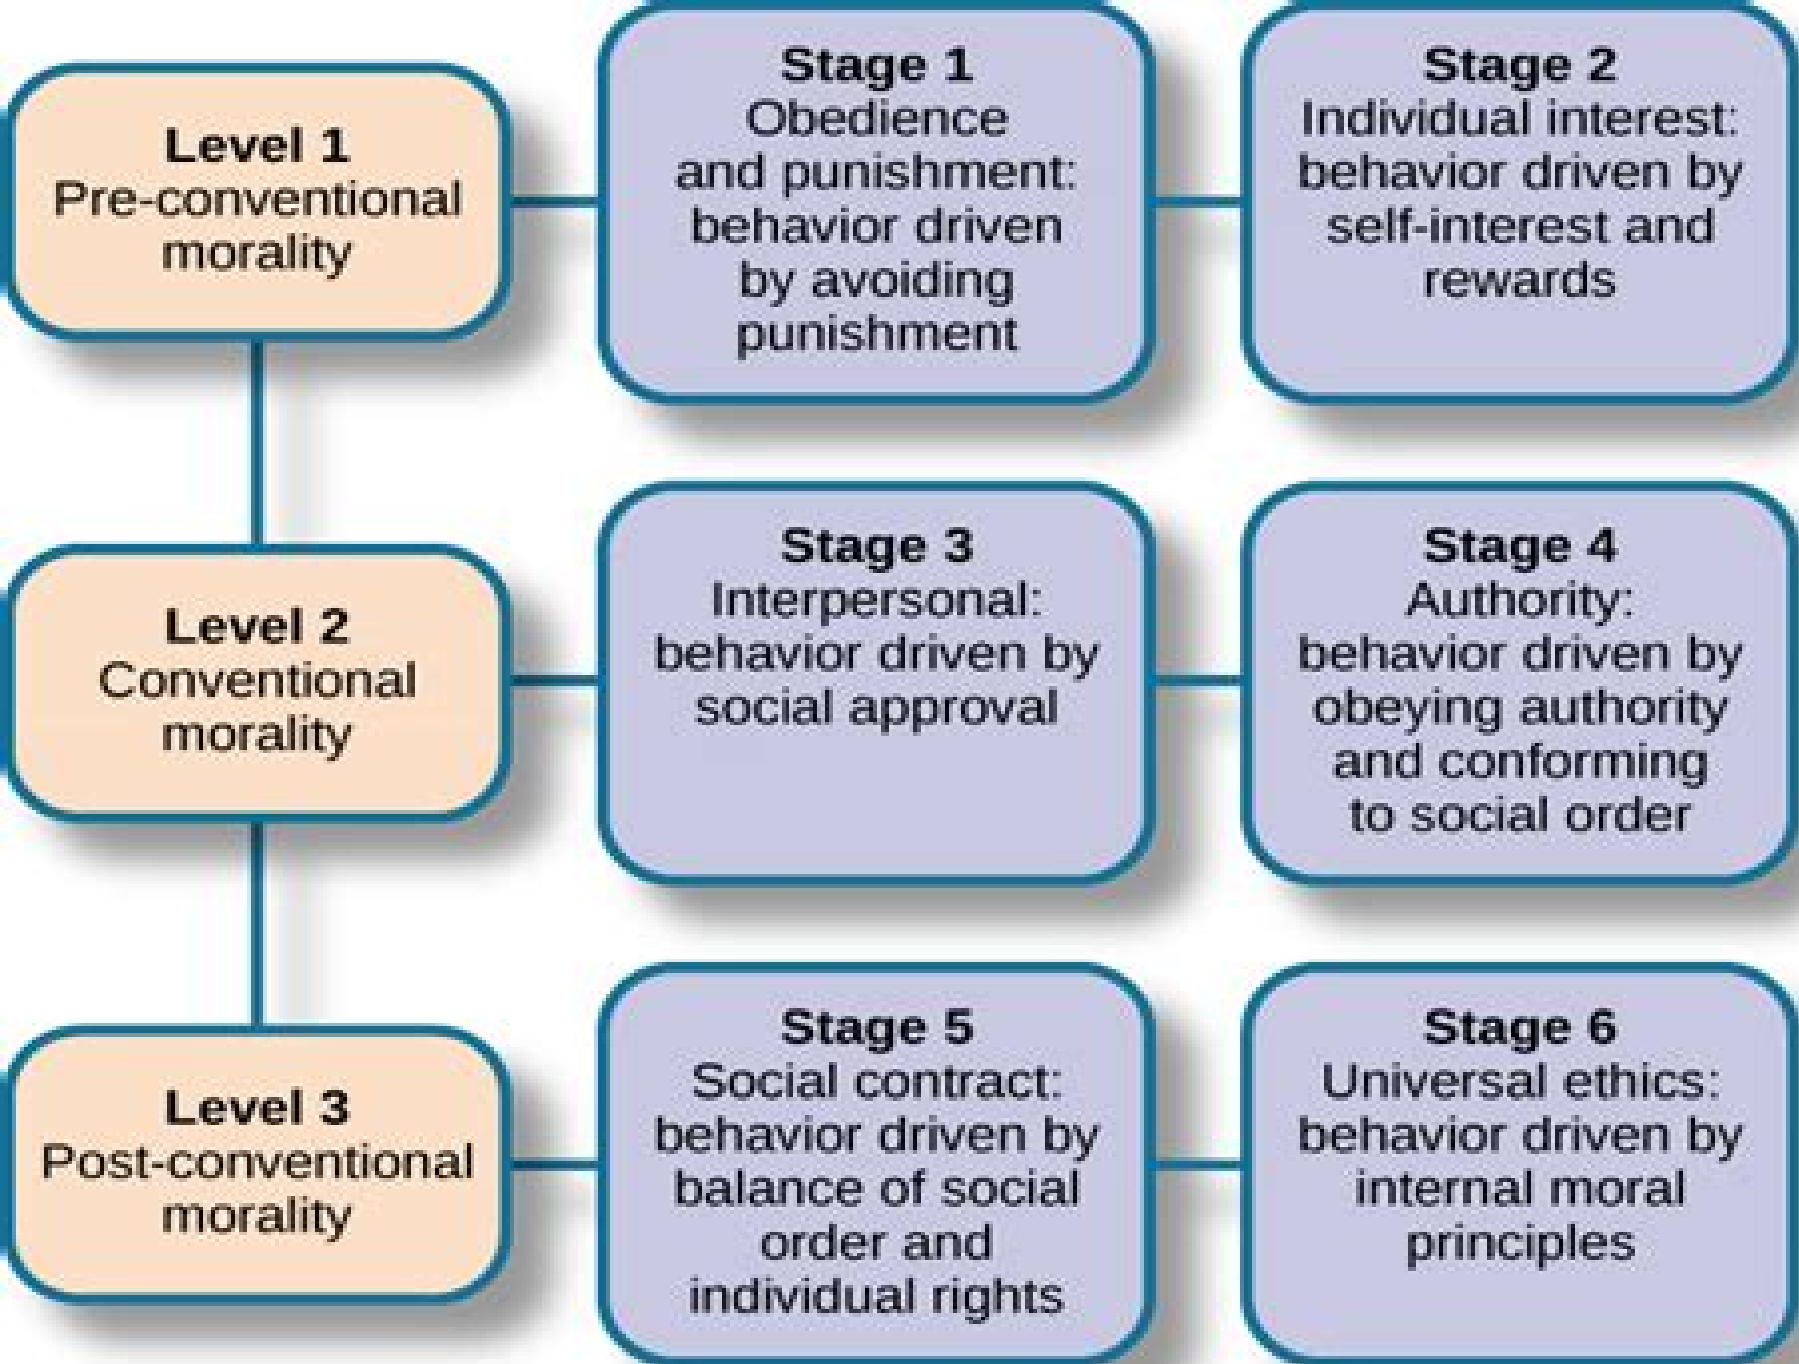 Level 1
Pre-conventional
morality
Stage 1
Obedience
and punishment:
behavior driven
by avoiding
punishment
Stage 2
Individual interest:
behavior driven by
self-interest and
rewards
Level 2
Conventional
morality
Stage 3
Interpersonal:
behavior driven by
social approval
Stage 4
Authority:
behavior driven by
obeying authority
and conforming
to social order
Level 3
Post-conventional
morality
Stage 5
Social contract:
behavior driven by
balance of social
order and
individual rights
Stage 6
Universal ethics:
behavior driven by
internal moral
principles